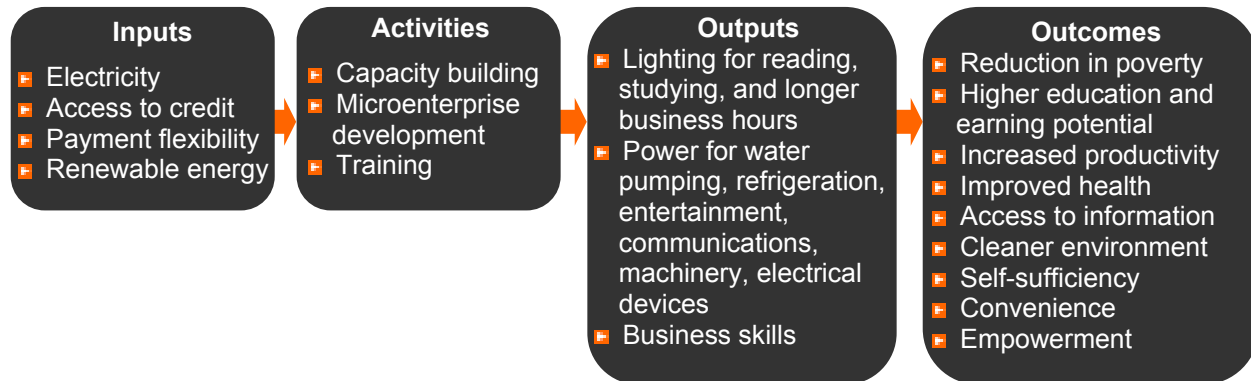 Inputs
Electricity
Access to credit
Payment flexibility
Renewable energy
Activities
Capacity building
Microenterprise
development
Training
Outputs
Lighting for reading,
studying, and longer
business hours
Power for water
pumping, refrigeration,
entertainment,
communications,
machinery, electrical
devices
Business skills
Outcomes
Reduction in poverty
Higher education and
earning potential
Increased productivity
Improved health
Access to information
Cleaner environment
Self-sufficiency
Convenience
Empowerment